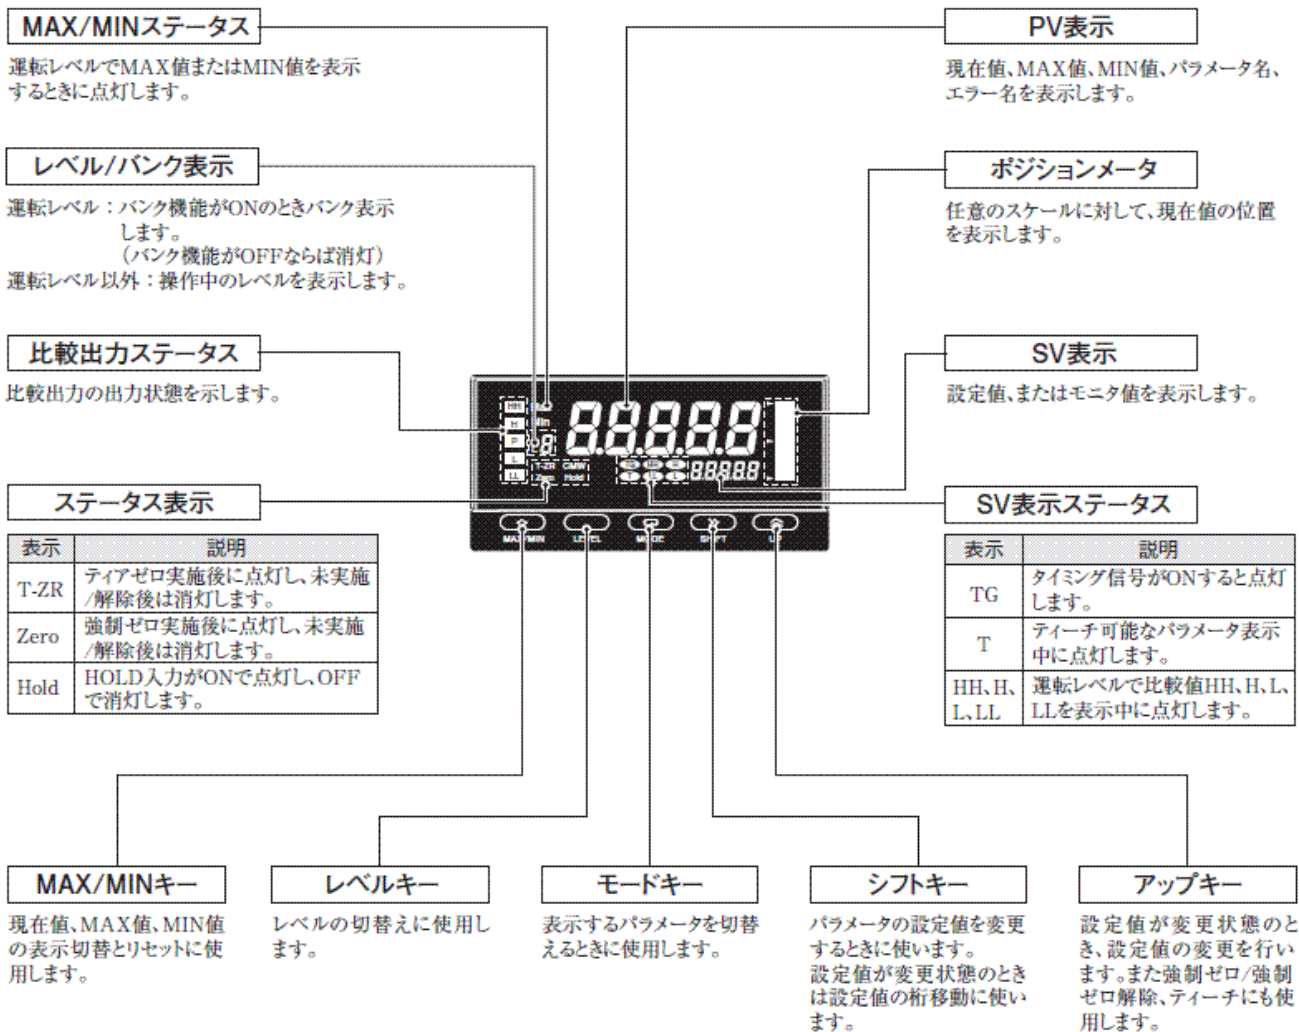 MAX/MINステータス
運転レベルでMAX値またはMIN値を表示
するときに点灯します。
レベル/バンク表示
運転レベル：バンク機能がONのときバンク表示
します。
（バンク機能がOFFならば消灯）
運転レベル以外：操作中のレベルを表示します。
比較出力ステータス
比較出力の出力状態を示します。
ステータス表示
表示 説明
T-ZR ティアゼロ実施後に点灯し、未実施
/解除後は消灯します。
Zero 強制ゼロ実施後に点灯し、未実施
/解除後は消灯します。
Hold HOLD入力がONで点灯し、OFF
で消灯します。
PV表示
現在値、MAX値、MIN値、パラメータ名、
エラー名を表示します。
ポジションメータ
任意のスケールに対して、現在値の位置
を表示します。
SV表示
設定値、またはモニタ値を表示します。
SV表示ステータス
表示 説明
TG タイミング信号がONすると点灯
します。
T ティーチ可能なパラメータ表示
中に点灯します。
HH、H、 運転レベルで比較値HH、H、L、
L、LL LLを表示中に点灯します。
HH
H
P
L
LL
8.8.8.8.8
TG HH H
T LL L
88888
T-ZR CMW
Zero Hold
MAX/MIN LEVEL MODE SHIFT UP
MAX/MINキー
現在値、MAX値、MIN値
の表示切替とリセットに使
用します。
レベルキー
レベルの切替えに使用し
ます。
モードキー
表示するパラメータを切替
えるときに使用します。
シフトキー
パラメータの設定値を変更
するときに使います。
設定値が変更状態のとき
は設定値の桁移動に使い
ます。
アップキー
設定値が変更状態のと
き、設定値の変更を行い
ます。また強制ゼロ/強制
ゼロ解除、ティーチにも使
用します。